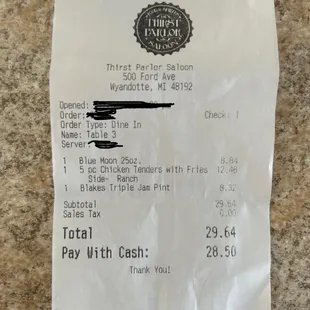 THIRST
PARLOR
SALOON
Thirst Parlor Saloon
500 Ford Ave
Wyandotte, MI 48192
Opened:
Order: Check: 1
Order Type: Dine In
Name: Table 3
Server
1 Blue Moon 25oz. 8.84
1 5 pc Chicken Tenders with Fries 12.48
Side- Ranch
1 Blakes Triple Jam Pint 8.32
Subtotal 29.64
Sales Tax 0.00
Total 29.64
Pay With Cash: 28.50
Thank You!